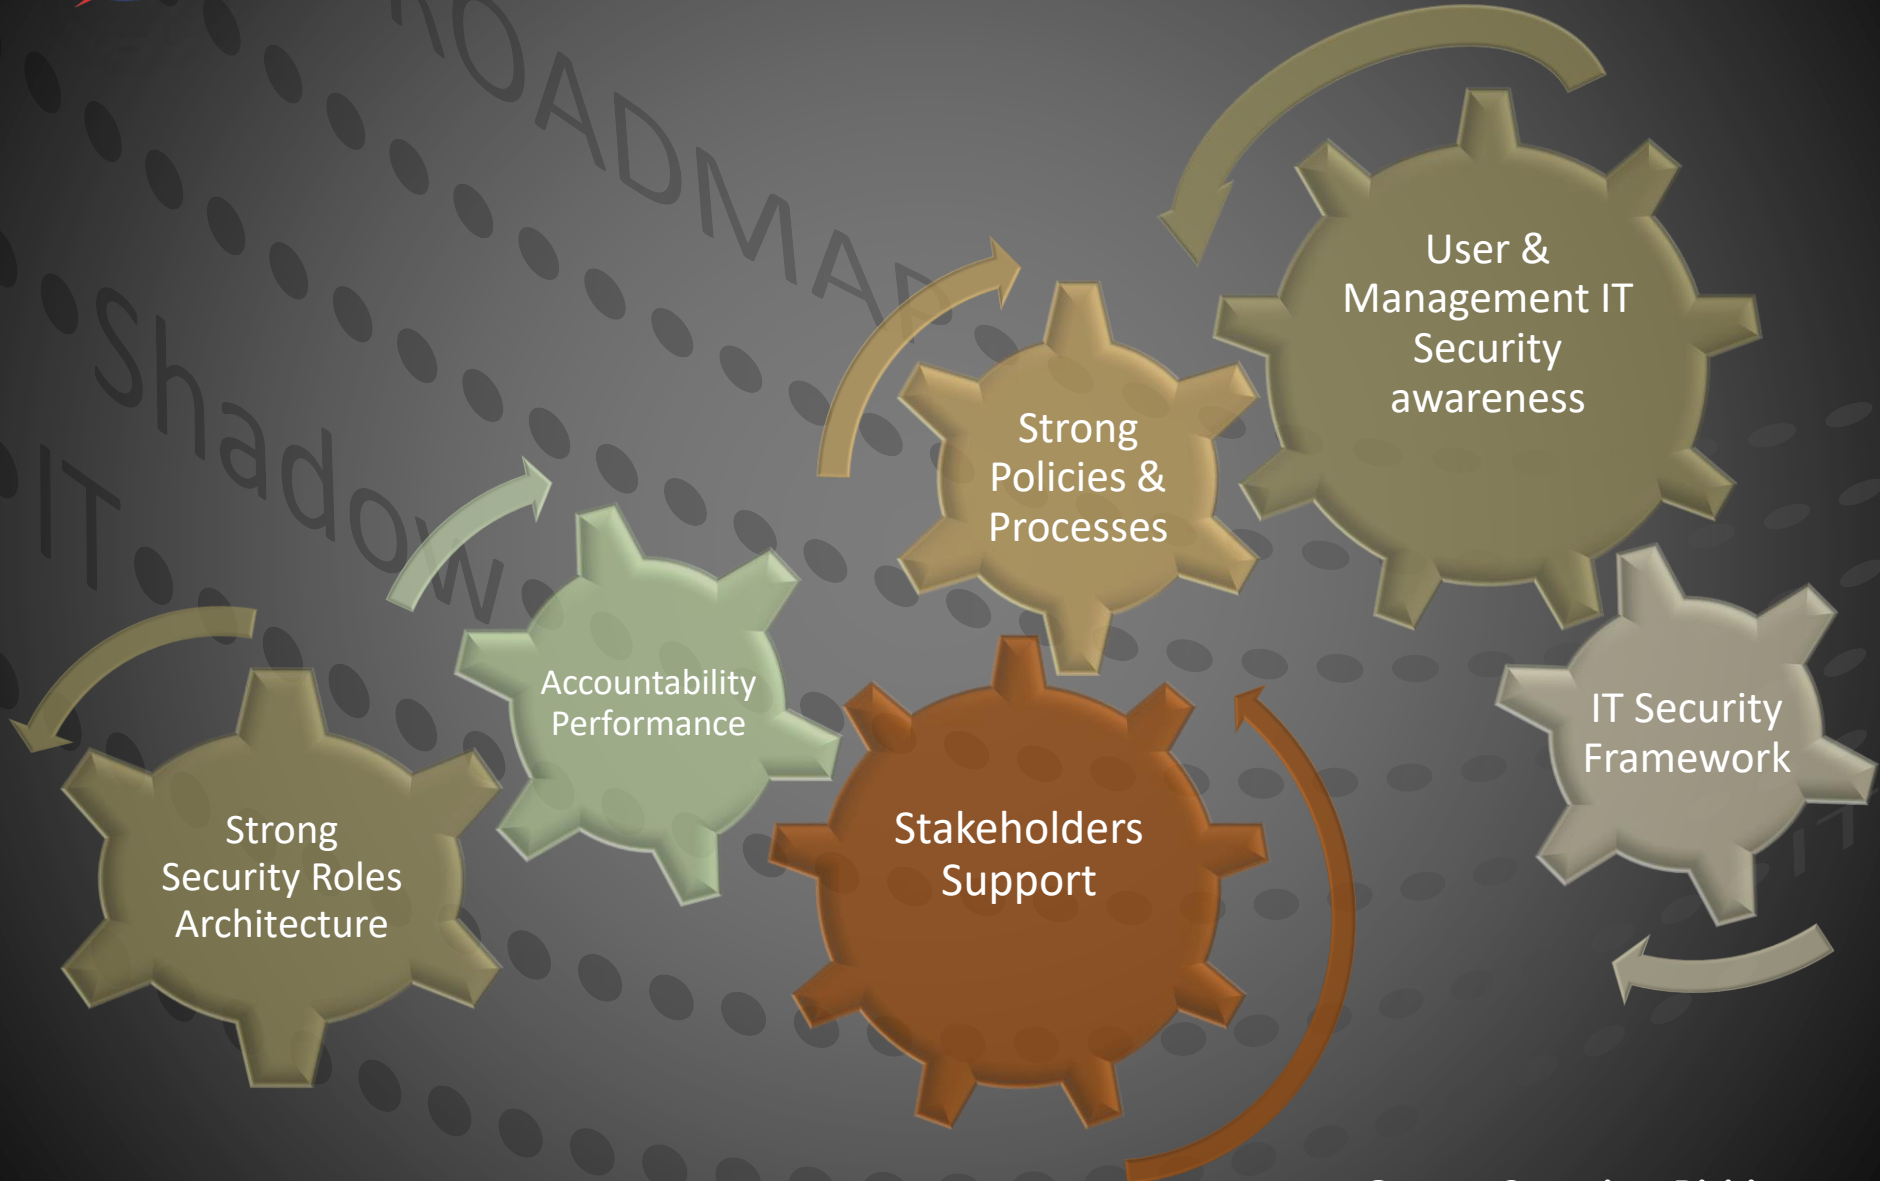 ROADMAP
Shadow
IT
User &
Management IT
Security
awareness
Strong
Policies &
Processes
Accountability
Performance
IT Security
Framework
Strong
Security Roles
Architecture
Stakeholders
Support